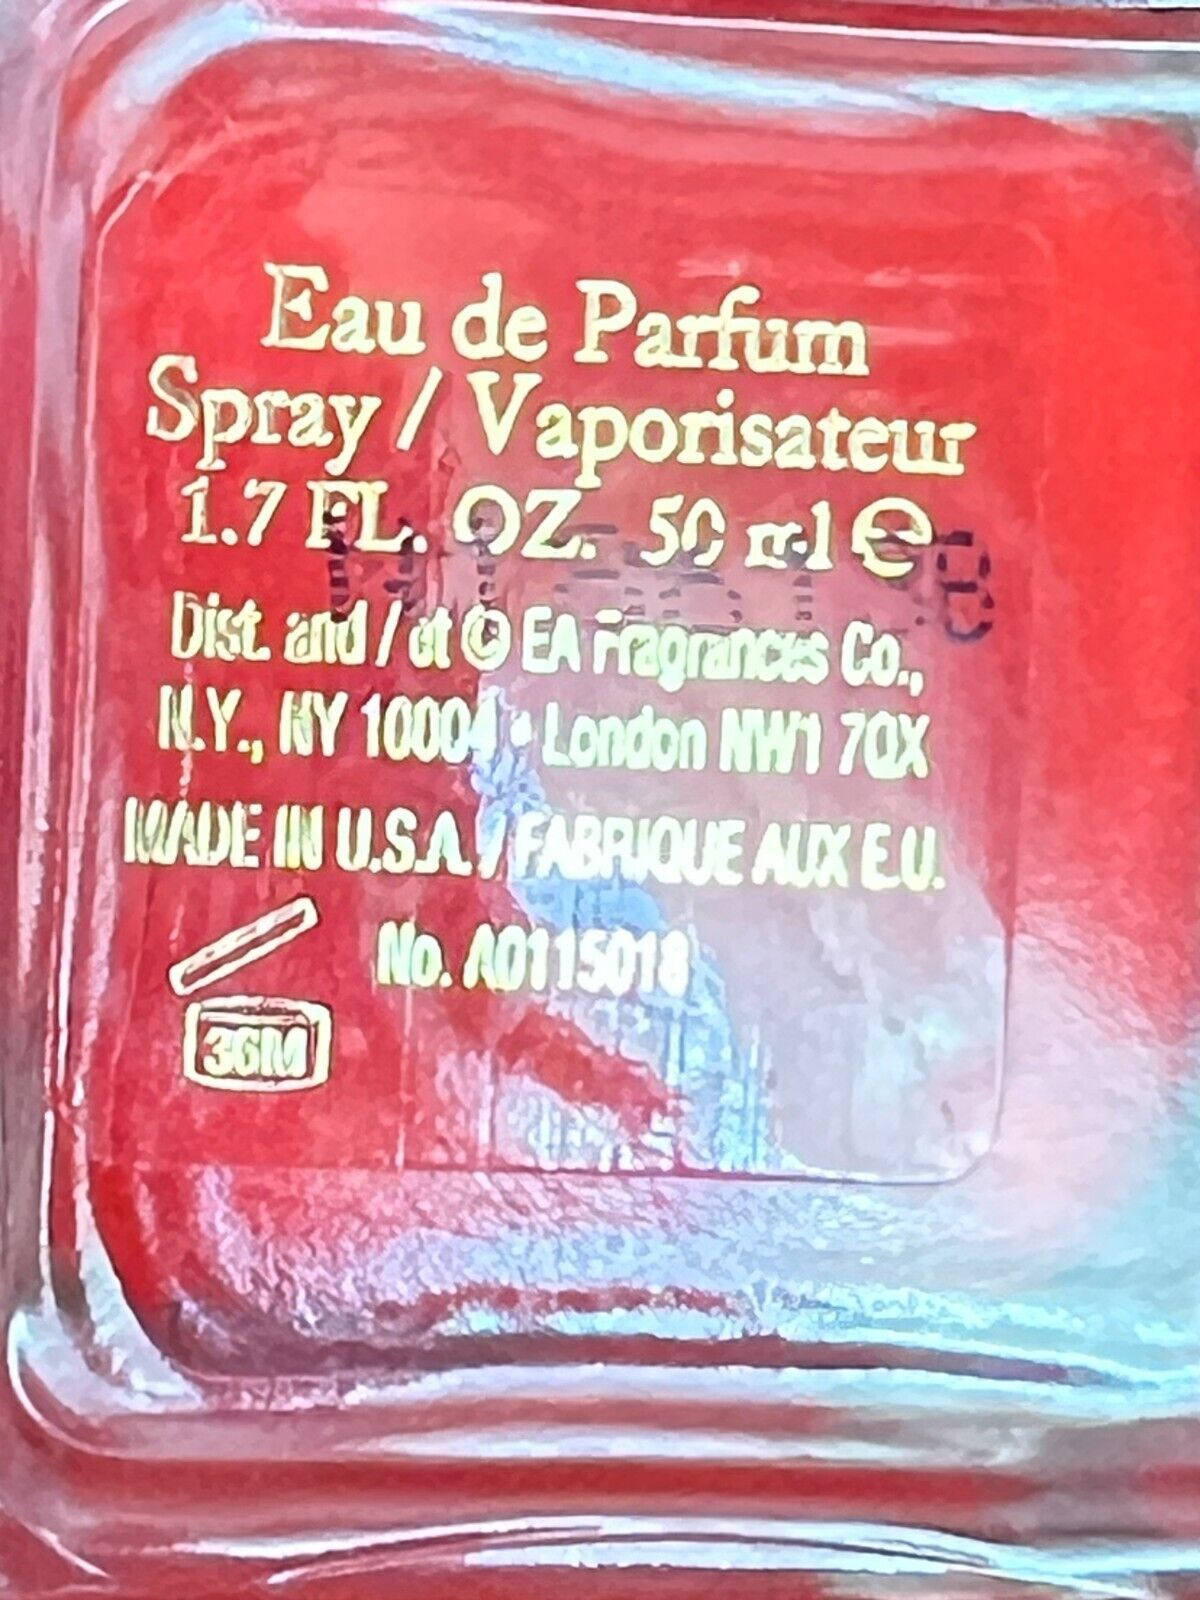 Eau de Parfum
Spray / Vaporisateur
1.7 FL. OZ. 50 ml ℮
Dist. and / et © EA Fragrances Co.,
N.Y., NY 10004 • London NW1 7QX
MADE IN U.S.A. / FABRIQUE AUX E.U.
No. A0115018
36M